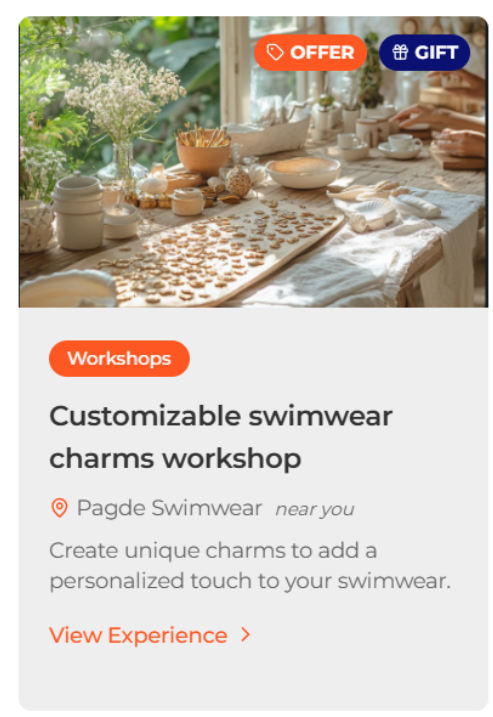 OFFER
GIFT
Workshops
Customizable swimwear
charms workshop
Pagde Swimwear near you
Create unique charms to add a
personalized touch to your swimwear.
View Experience